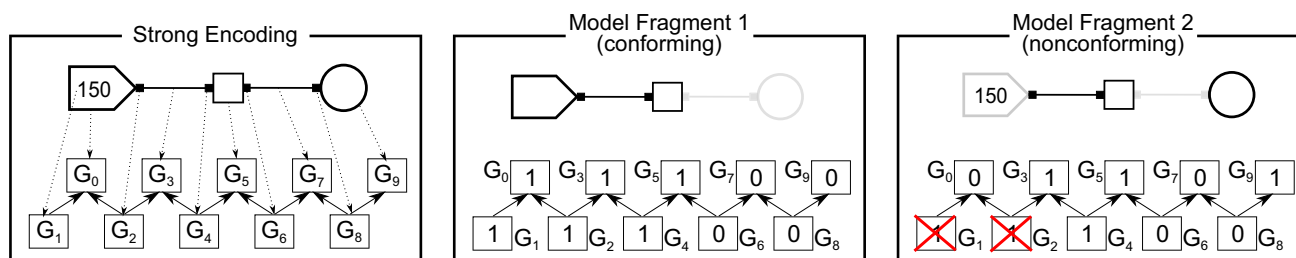 Strong Encoding
150
G0 G3 G5 G7 G9
G1 G2 G4 G6 G8
Model Fragment 1
(conforming)
G0 1 G3 1 G5 1 G7 0 G9 0
1 G1 1 G2 1 G4 0 G6 0 G8
Model Fragment 2
(nonconforming)
150
G0 0 G3 1 G5 1 G7 0 G9 1
1 G1 1 G2 1 G4 0 G6 0 G8